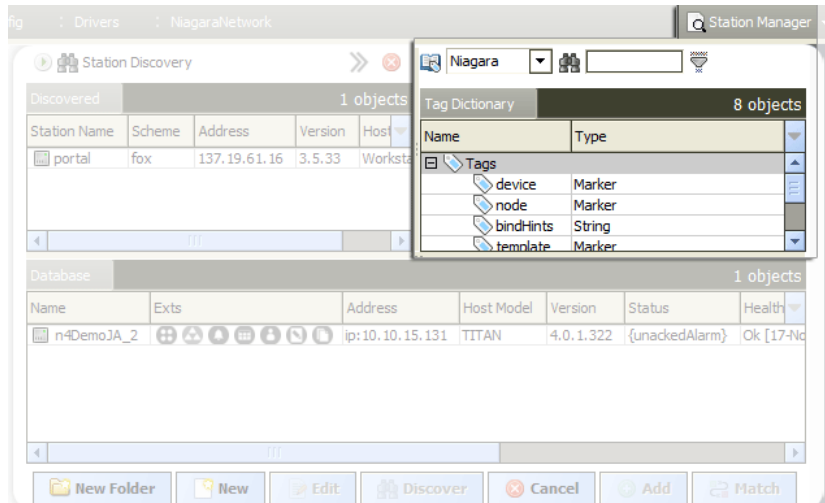 fig : Drivers : NiagaraNetwork Station Manager
Station Discovery
Niagara
Discovered 1 objects
Tag Dictionary 8 objects
Station Name Scheme Address Version Host
Name Type
portal fox 137.19.61.16 3.5.33 Worksta
Tags
device Marker
node Marker
bindHints String
template Marker
Database 1 objects
Name Exts Address Host Model Version Status Health
n4DemoJA_2 ip:10.10.15.131 TITAN 4.0.1.322 {unackedAlarm} Ok [17-No
New Folder New Edit Discover Cancel Add Match